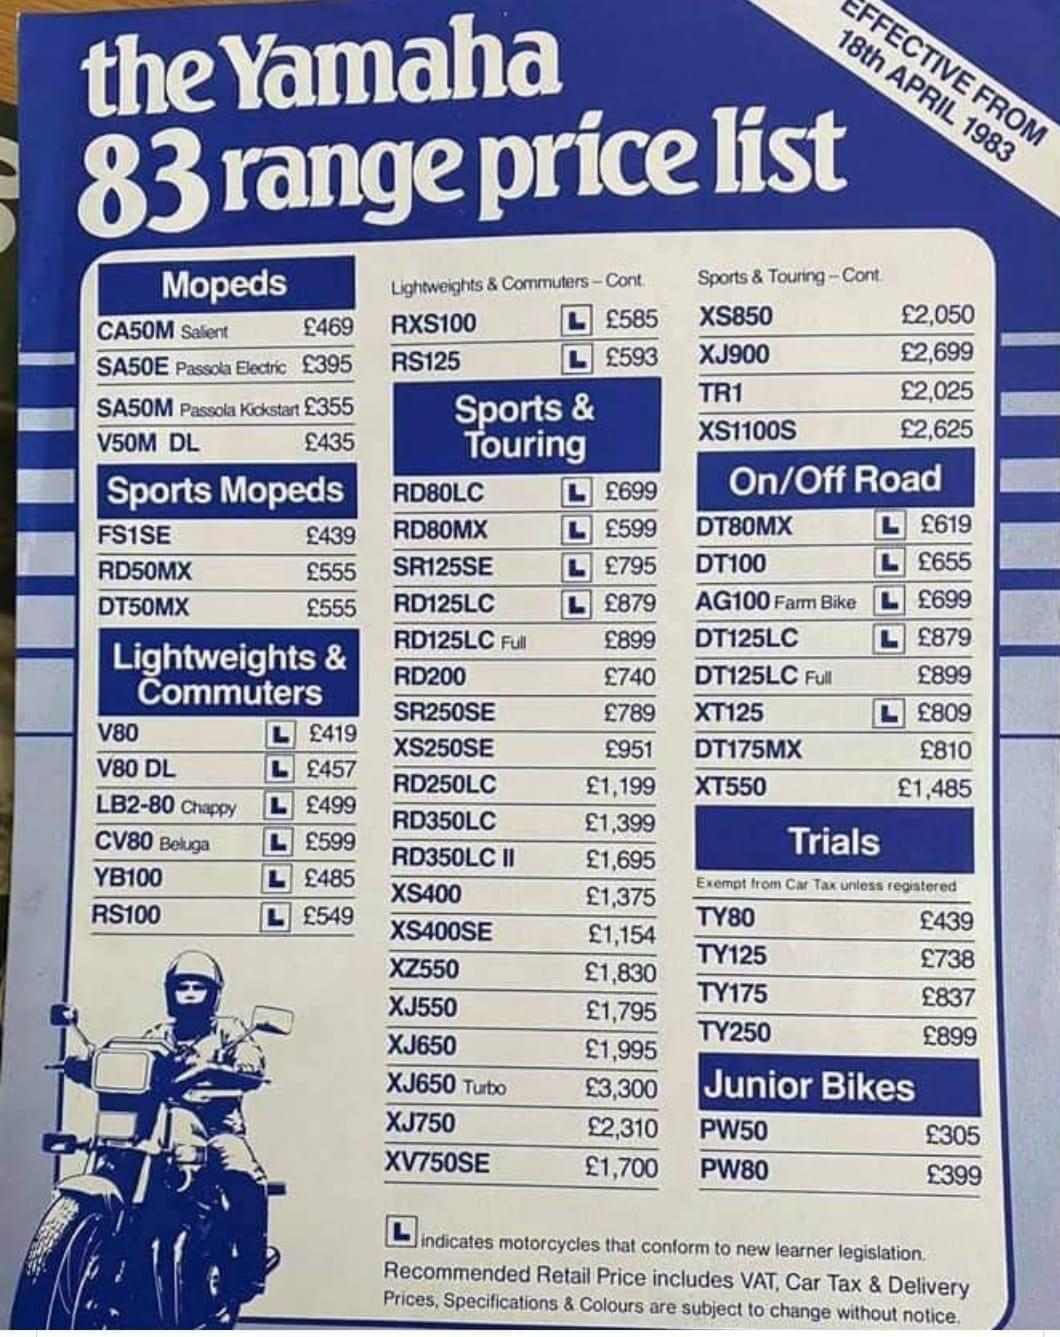 the Yamaha
83 range price list
EFFECTIVE FROM
18th APRIL 1983
Mopeds
CA50M Salient £469
SA50E Passola Electric £395
SA50M Passola Kickstart £355
V50M DL £435
Sports Mopeds
FS1SE £439
RD50MX £555
DT50MX £555
Lightweights &
Commuters
V80 L £419
V80 DL L £457
LB2-80 Chappy L £499
CV80 Beluga L £599
YB100 L £485
RS100 L £549
Lightweights & Commuters – Cont.
RXS100 L £585
RS125 L £593
Sports &
Touring
RD80LC L £699
RD80MX L £599
SR125SE L £795
RD125LC L £879
RD125LC Full £899
RD200 £740
SR250SE £789
XS250SE £951
RD250LC £1,199
RD350LC £1,399
RD350LC II £1,695
XS400 £1,375
XS400SE £1,154
XZ550 £1,830
XJ550 £1,795
XJ650 £1,995
XJ650 Turbo £3,300
XJ750 £2,310
XV750SE £1,700
Sports & Touring – Cont.
XS850 £2,050
XJ900 £2,699
TR1 £2,025
XS1100S £2,625
On/Off Road
DT80MX L £619
DT100 L £655
AG100 Farm Bike L £699
DT125LC L £879
DT125LC Full £899
XT125 L £809
DT175MX £810
XT550 £1,485
Trials
Exempt from Car Tax unless registered
TY80 £439
TY125 £738
TY175 £837
TY250 £899
Junior Bikes
PW50 £305
PW80 £399
L indicates motorcycles that conform to new learner legislation.
Recommended Retail Price includes VAT, Car Tax & Delivery
Prices, Specifications & Colours are subject to change without notice.